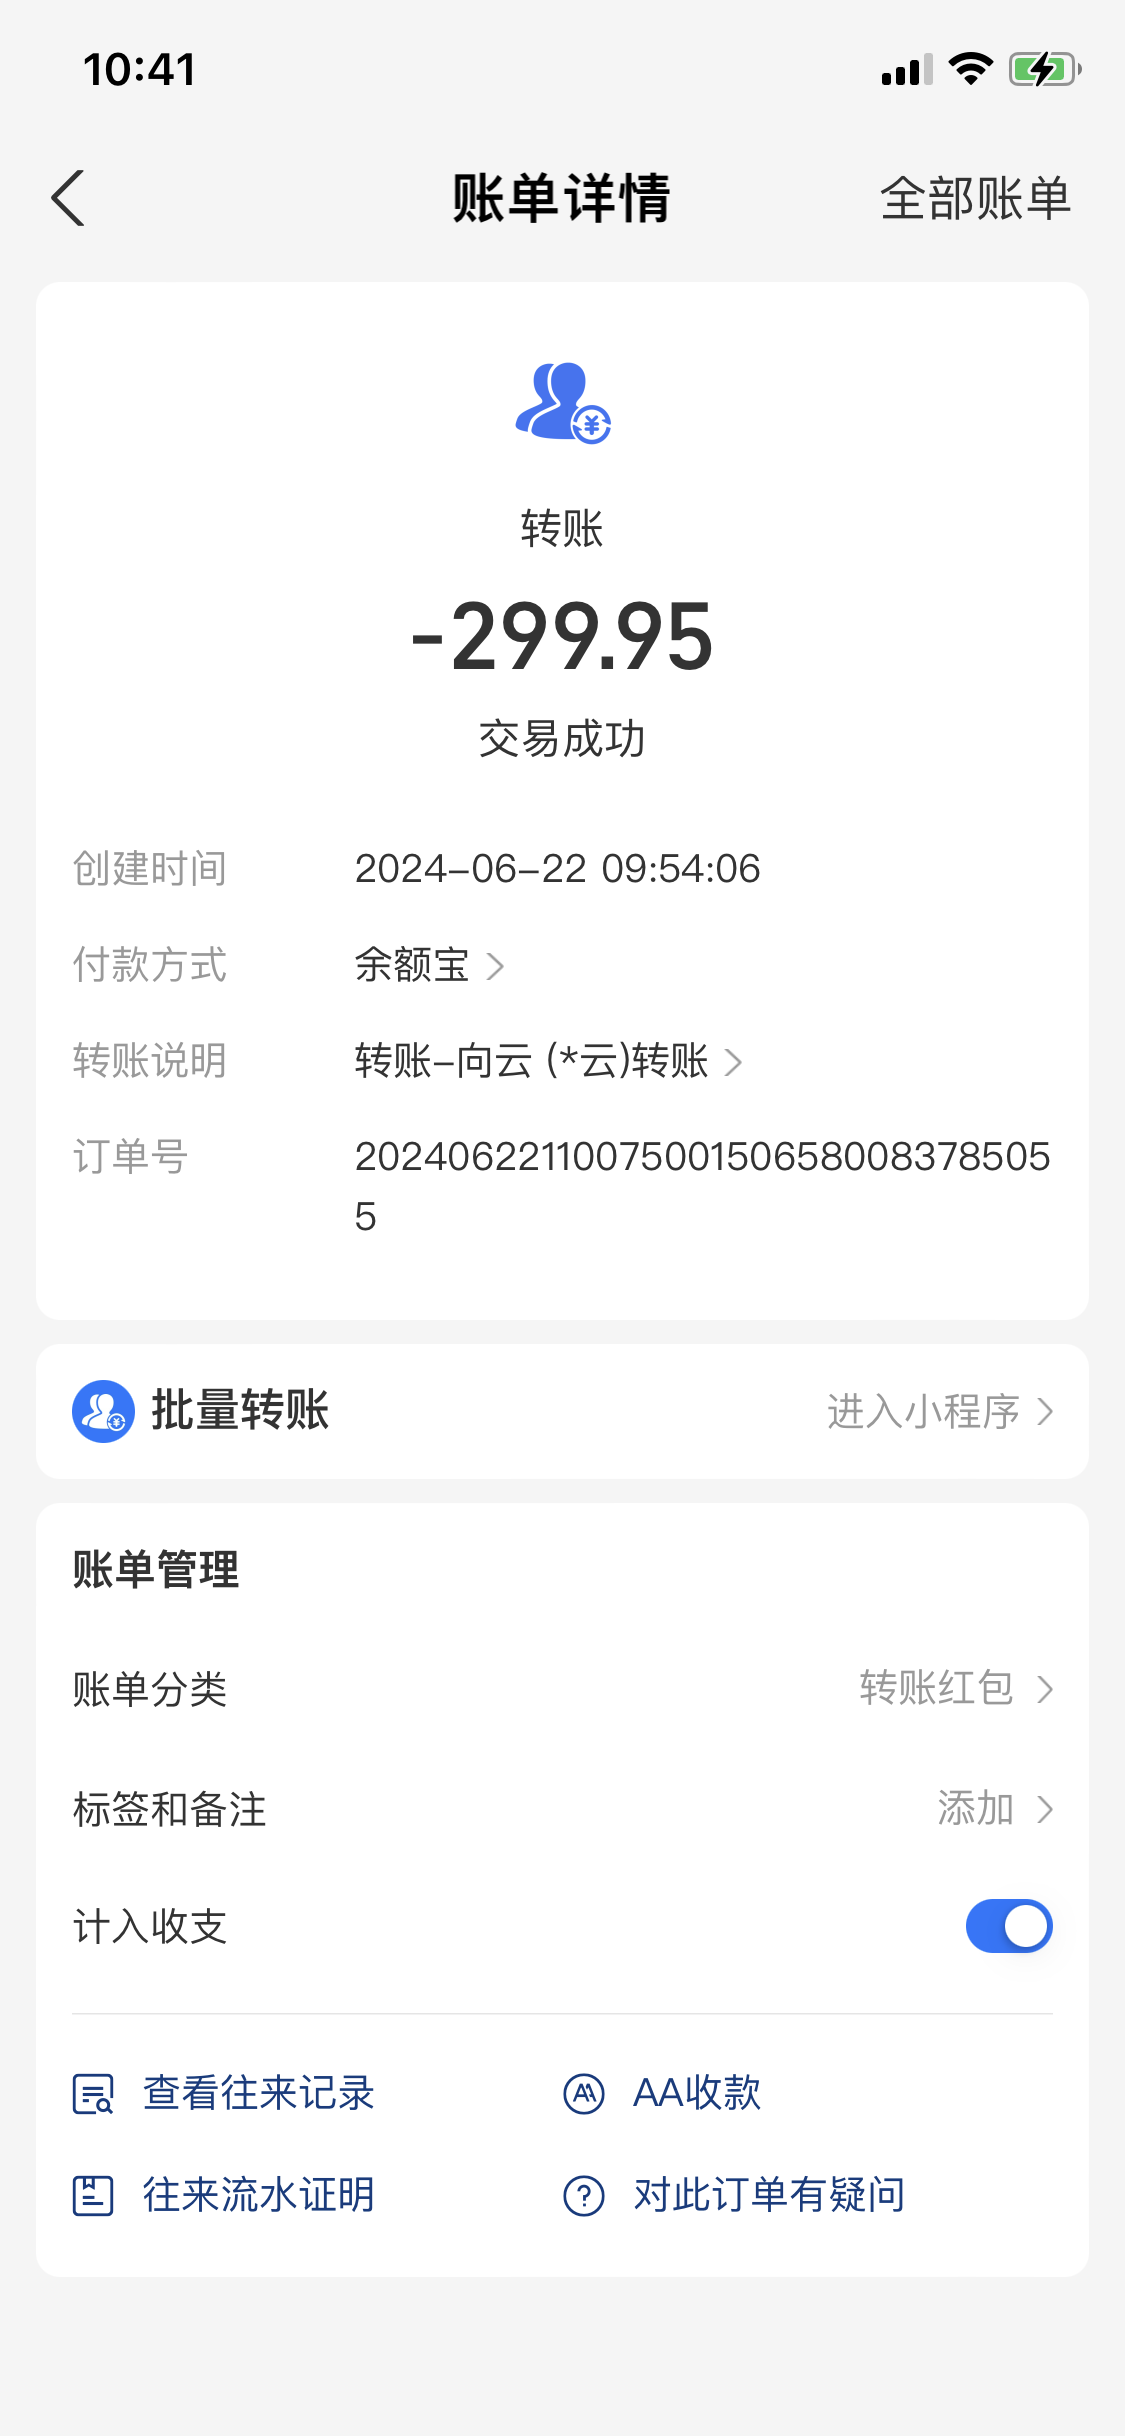 10:41
账单详情
全部账单
转账
-299.95
交易成功
创建时间 2024-06-22 09:54:06
付款方式 余额宝
转账说明 转账-向云 (*云)转账
订单号 2024062211007500150658008378505
5
批量转账 进入小程序
账单管理
账单分类 转账红包
标签和备注 添加
计入收支
查看往来记录 AA收款
往来流水证明 对此订单有疑问